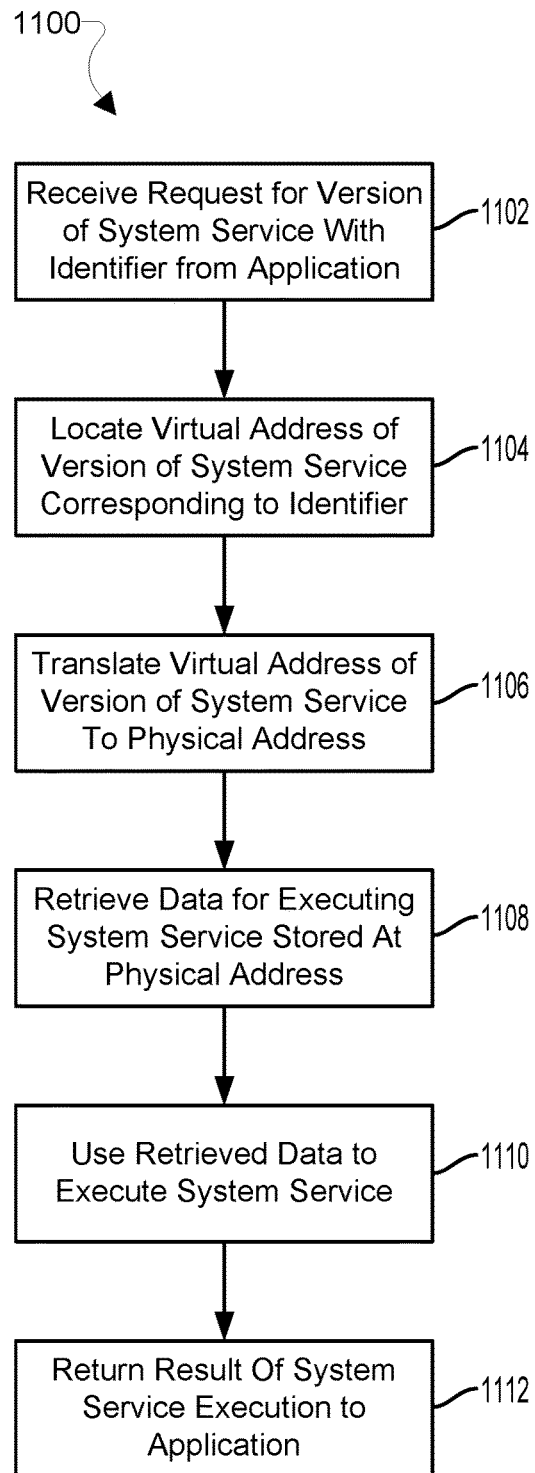 1100
Receive Request for Version
of System Service With
Identifier from Application
1102
Locate Virtual Address of
Version of System Service
Corresponding to Identifier
1104
Translate Virtual Address of
Version of System Service
To Physical Address
1106
Retrieve Data for Executing
System Service Stored At
Physical Address
1108
Use Retrieved Data to
Execute System Service
1110
Return Result Of System
Service Execution to
Application
1112